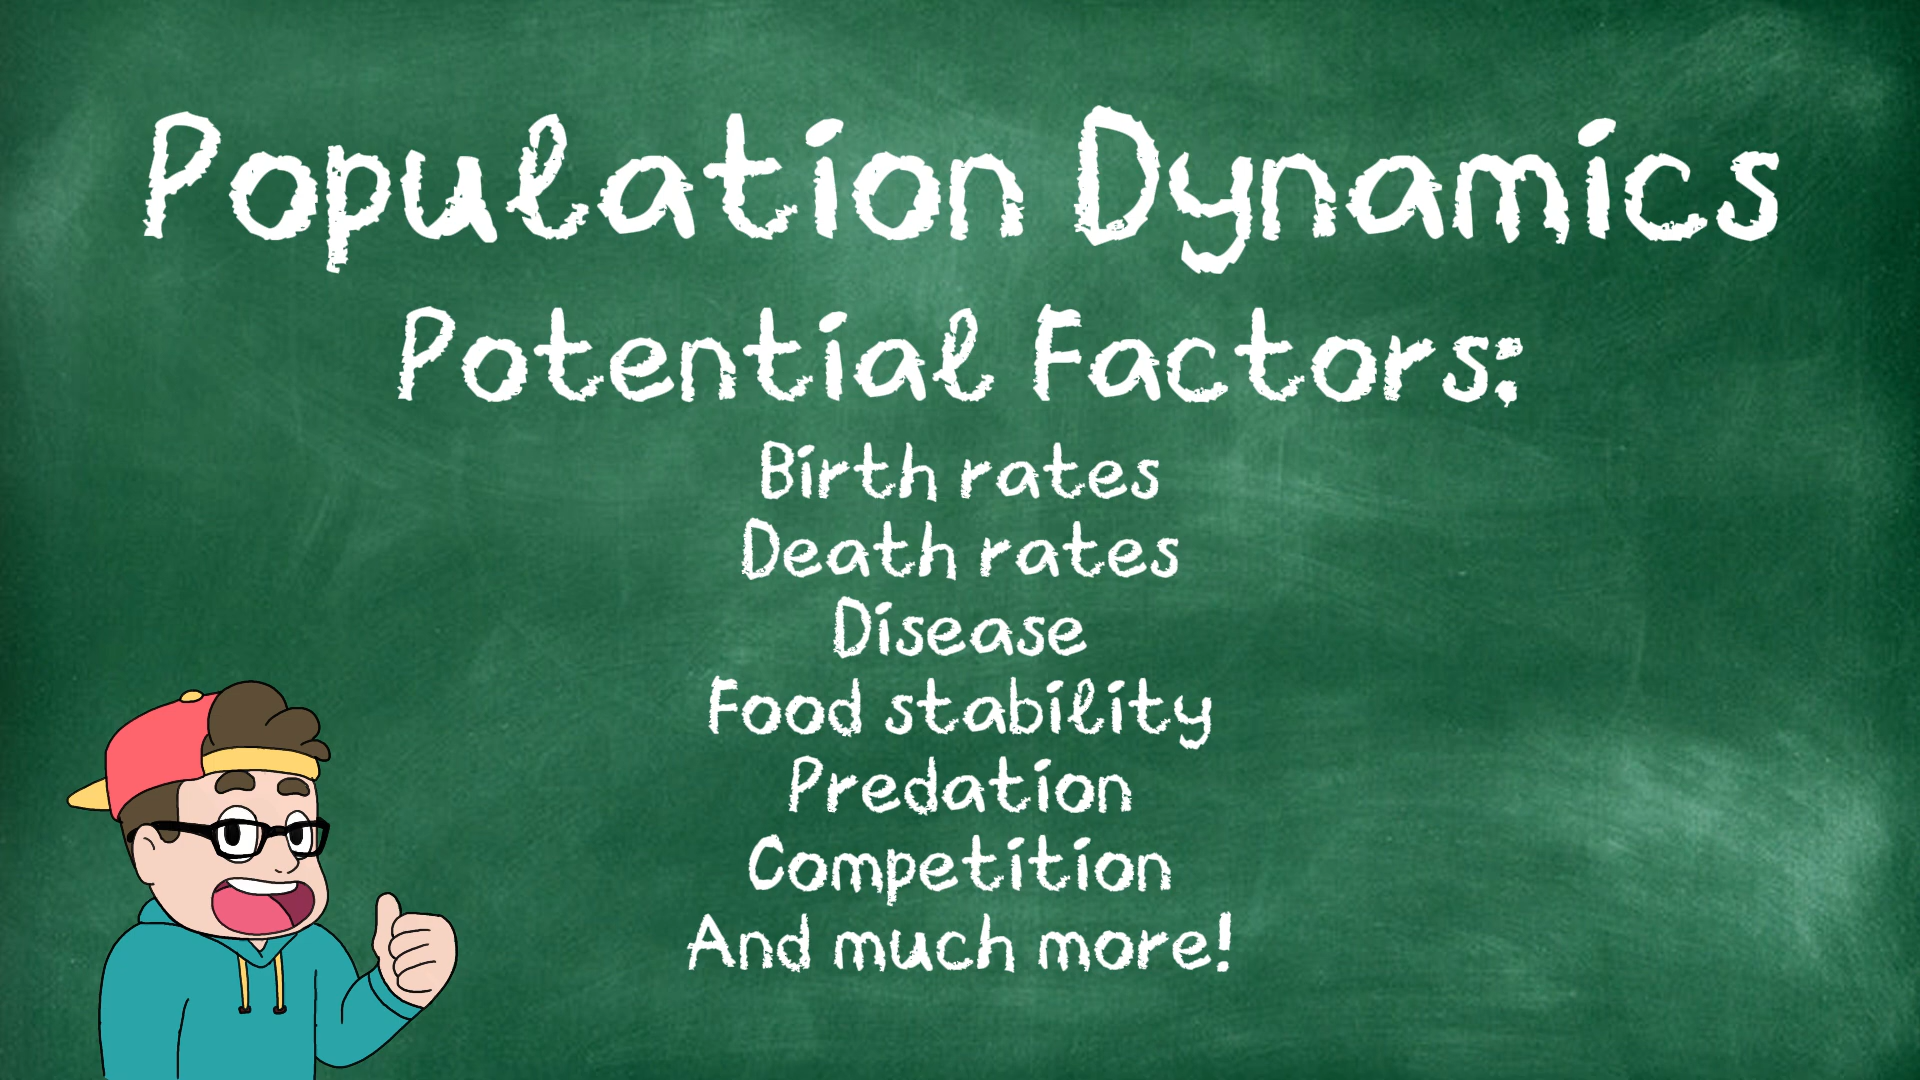 Population Dynamics
Potential Factors:
Birth rates
Death rates
Disease
Food stability
Predation
Competition
And much more!